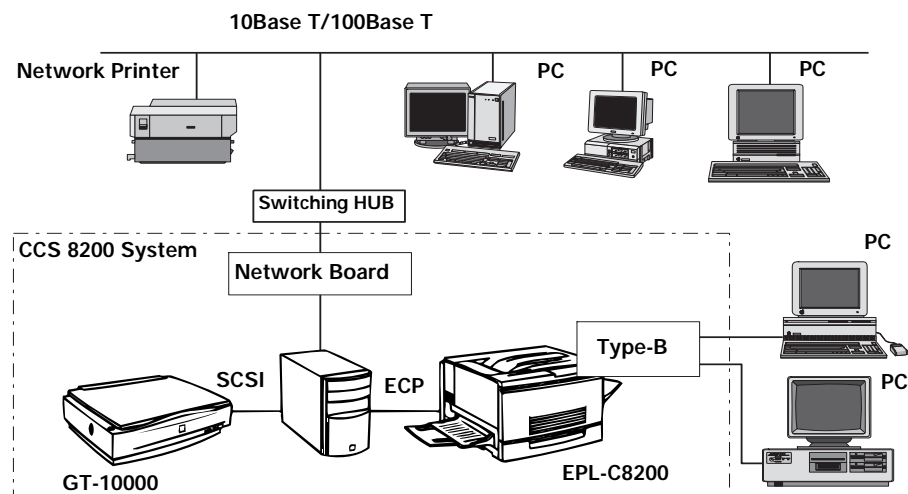 10Base T/100Base T
Network Printer
PC
PC
PC
Switching HUB
CCS 8200 System
PC
Network Board
Type-B
SCSI
ECP
PC
GT-10000
EPL-C8200